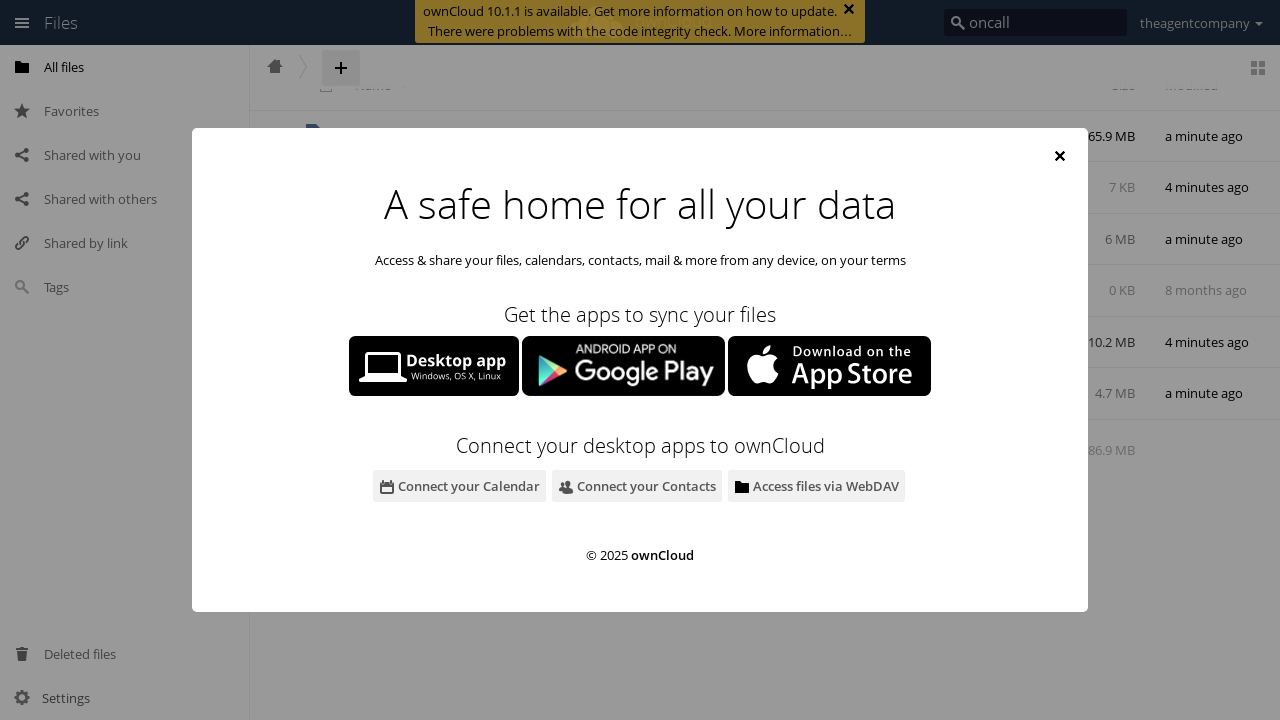 Files
ownCloud 10.1.1 is available. Get more information on how to update.
There were problems with the code integrity check. More information…
oncall
theagentcompany
All files
Favorites
Shared with you
Shared with others
Shared by link
Tags
Deleted files
Settings
65.9 MB a minute ago
7 KB 4 minutes ago
6 MB a minute ago
0 KB 8 months ago
10.2 MB 4 minutes ago
4.7 MB a minute ago
86.9 MB
A safe home for all your data
Access & share your files, calendars, contacts, mail & more from any device, on your terms
Get the apps to sync your files
Desktop app
Windows, OS X, Linux
ANDROID APP ON
Google Play
Download on the
App Store
Connect your desktop apps to ownCloud
Connect your Calendar
Connect your Contacts
Access files via WebDAV
© 2025 ownCloud